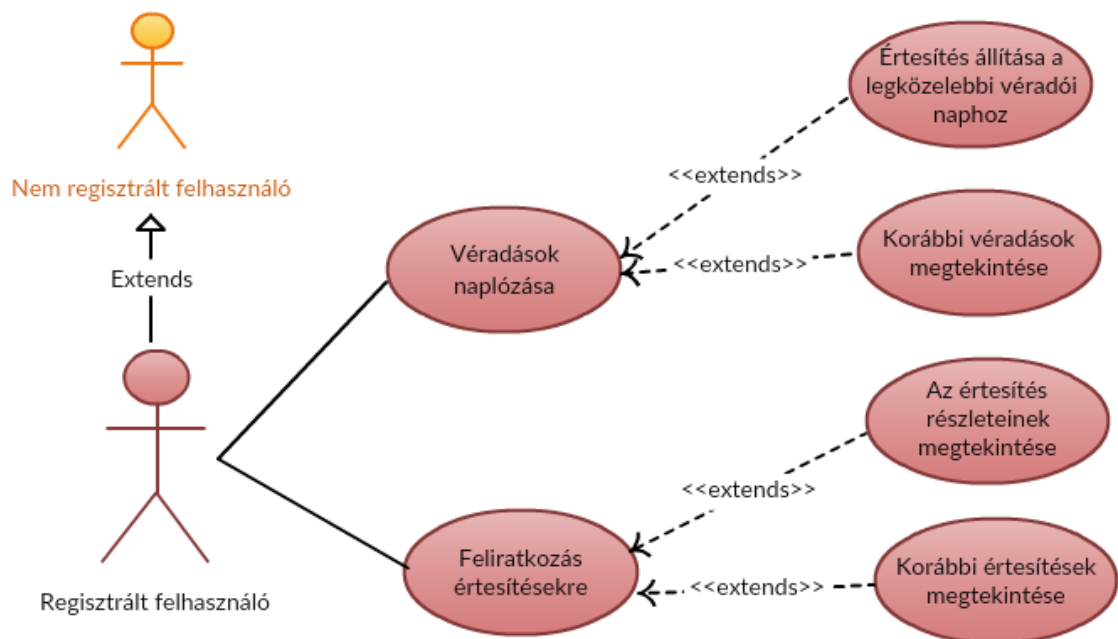 Nem regisztrált felhasználó
Extends
Regisztrált felhasználó
Véradások
naplózása
<<extends>>
Értesítés állítása a
legközelebbi véradói
naphoz
<<extends>>
Korábbi véradások
megtekintése
Feliratkozás
értesítésekre
<<extends>>
Az értesítés
részleteinek
megtekintése
<<extends>>
Korábbi értesítések
megtekintése